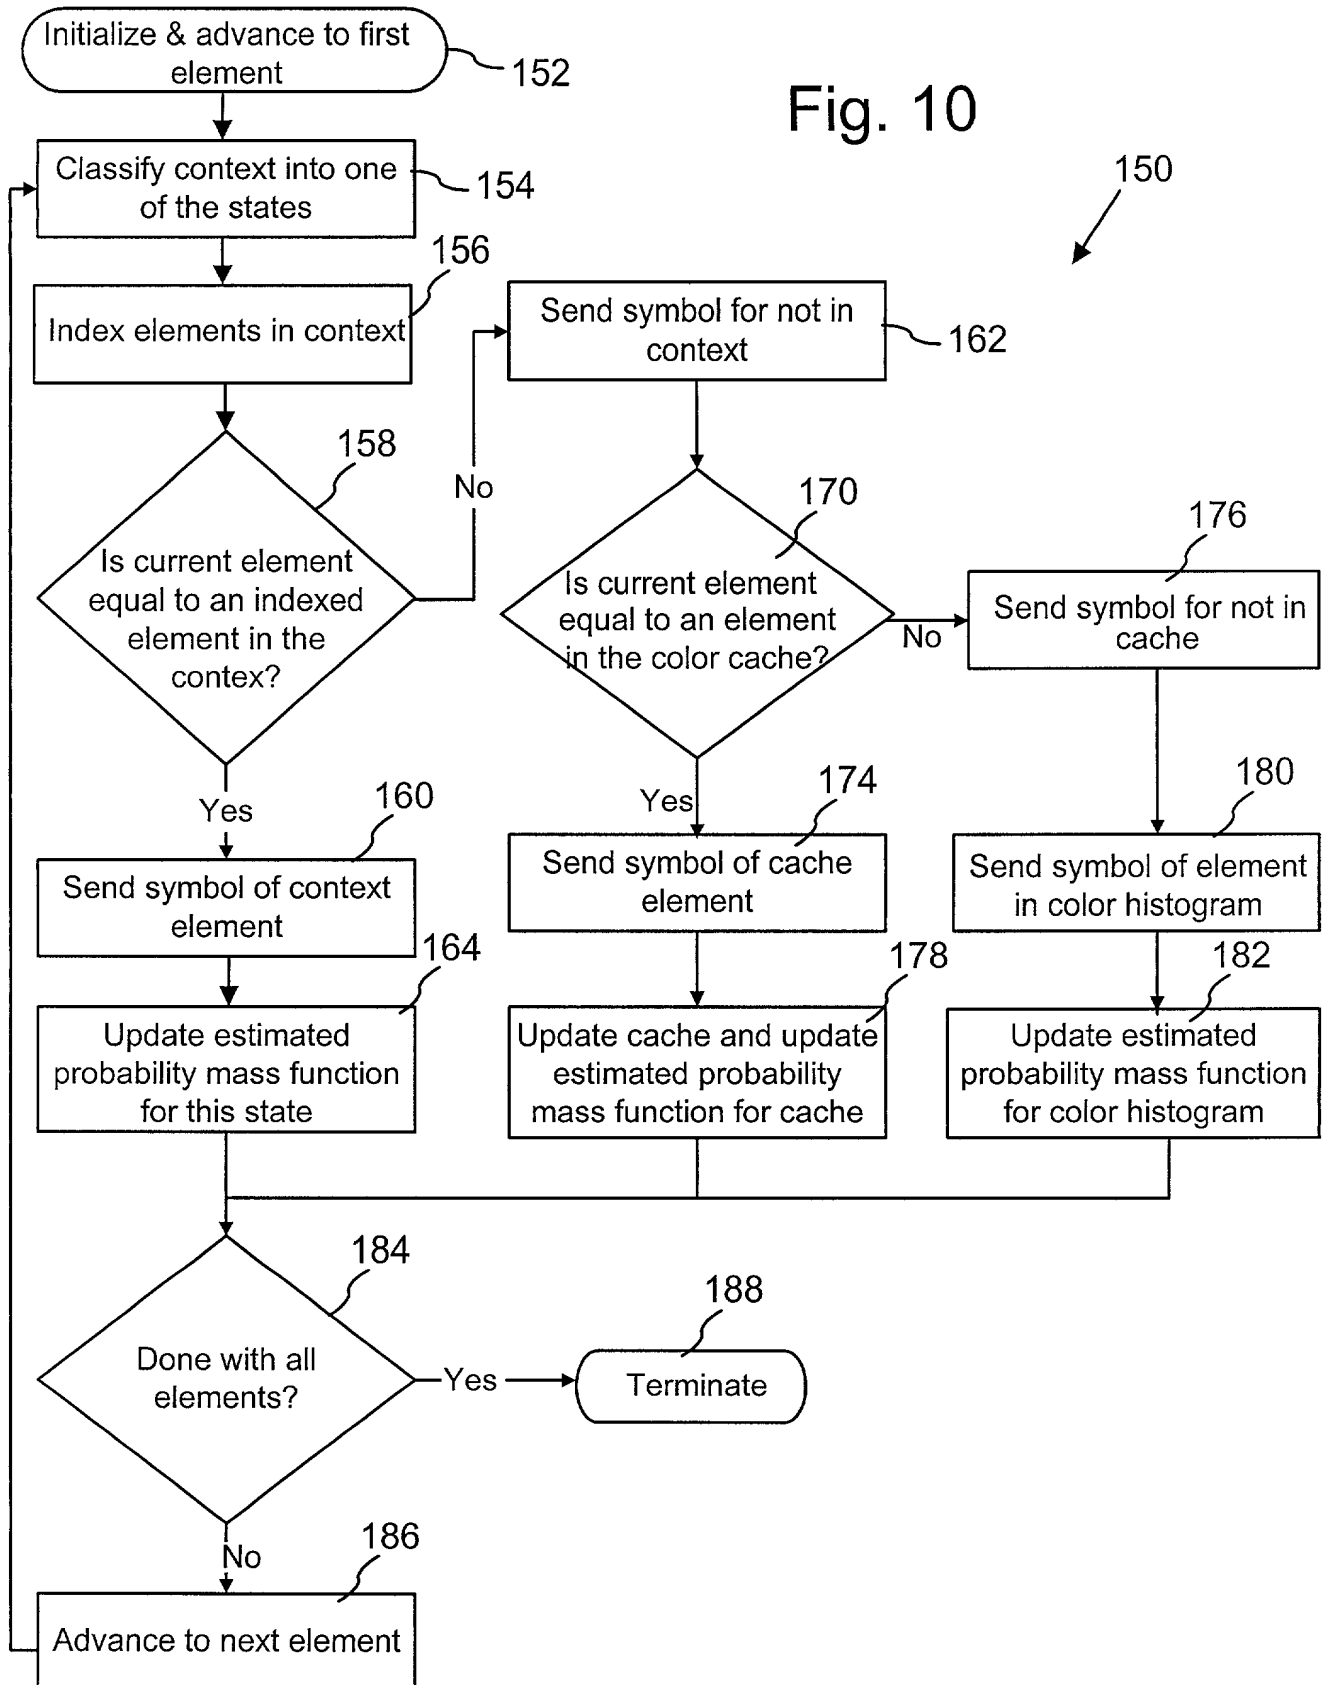 Initialize & advance to first
element
152
Fig. 10
150
Classify context into one
of the states
154
156
Index elements in context
Send symbol for not in
context
162
158
No
Is current element
equal to an indexed
element in the
contex?
170
Is current element
equal to an element
in the color cache?
No
176
Send symbol for not in
cache
Yes
160
Send symbol of context
element
Yes
174
Send symbol of cache
element
180
Send symbol of element
in color histogram
164
Update estimated
probability mass function
for this state
178
Update cache and update
estimated probability
mass function for cache
182
Update estimated
probability mass function
for color histogram
184
Done with all
elements?
Yes
188
Terminate
No
186
Advance to next element